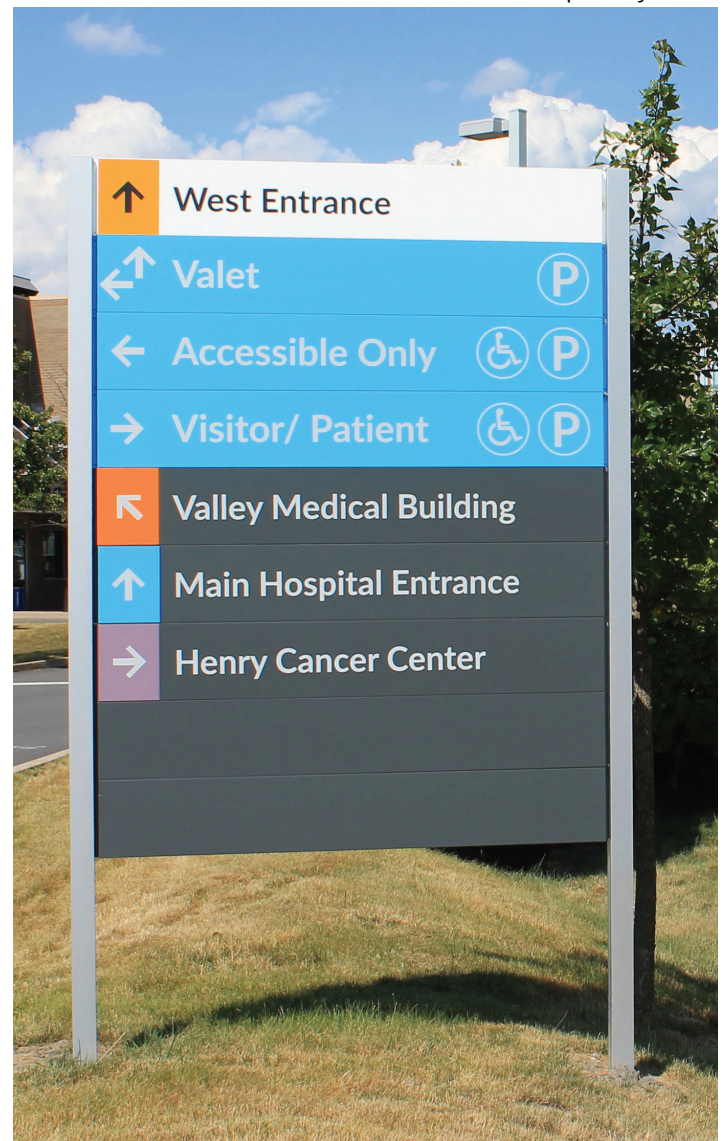 West Entrance
Valet P
Accessible Only P
Visitor/ Patient P
Valley Medical Building
Main Hospital Entrance
Henry Cancer Center